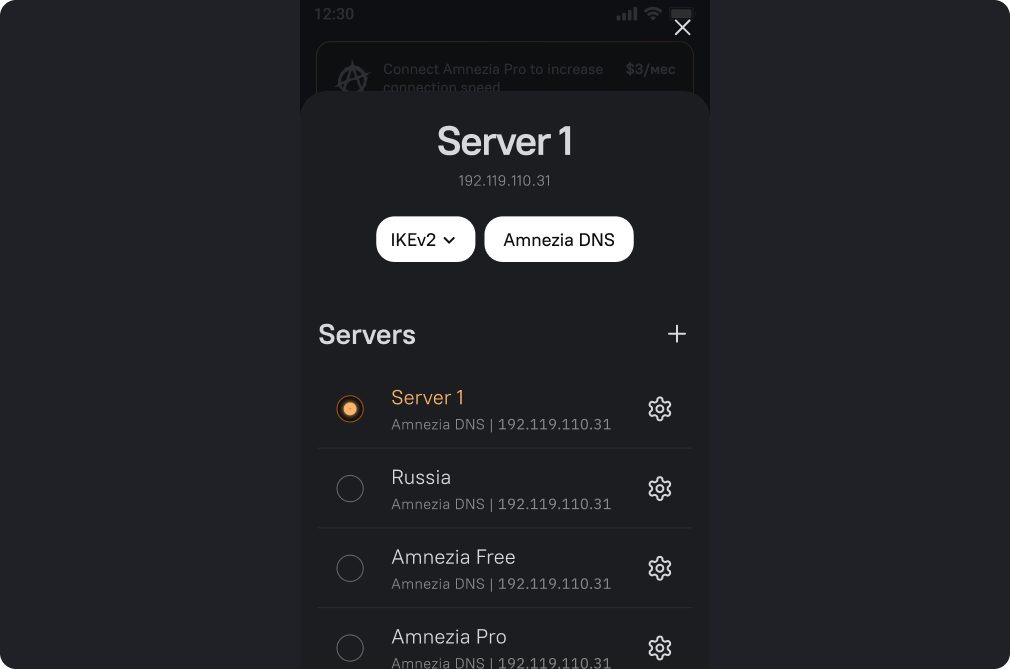 12:30
Connect Amnezia Pro to increase
connection speed
$3/мес
Server 1
192.119.110.31
IKEv2
Amnezia DNS
Servers
Server 1
Amnezia DNS | 192.119.110.31
Russia
Amnezia DNS | 192.119.110.31
Amnezia Free
Amnezia DNS | 192.119.110.31
Amnezia Pro
Amnezia DNS | 192.119.110.31